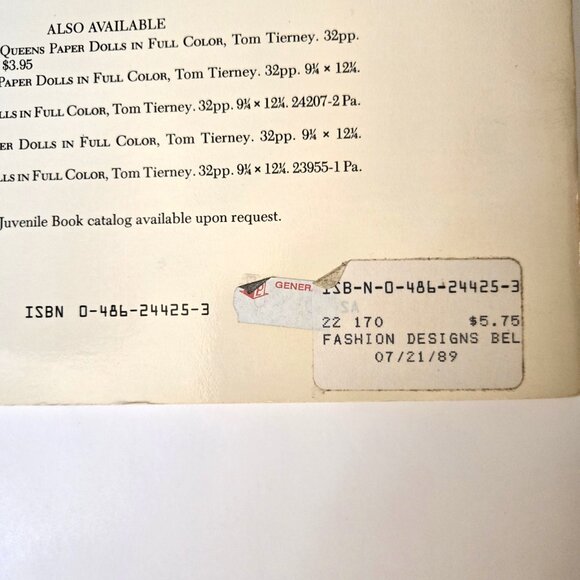 ALSO AVAILABLE
QUEENS PAPER DOLLS IN FULL COLOR, Tom Tierney. 32pp.
$3.95
PAPER DOLLS IN FULL COLOR, Tom Tierney. 32pp. 9¼ × 12¼.
LLS IN FULL COLOR, Tom Tierney. 32pp. 9¼ × 12¼. 24207-2 Pa.
ER DOLLS IN FULL COLOR, Tom Tierney. 32pp. 9¼ × 12¼.
LLS IN FULL COLOR, Tom Tierney. 32pp. 9¼ × 12¼. 23955-1 Pa.
Juvenile Book catalog available upon request.
ISBN 0-486-24425-3
GENER
ISB-N-0-486-24425-3
22 170 $5.75
FASHION DESIGNS BEL
07/21/89